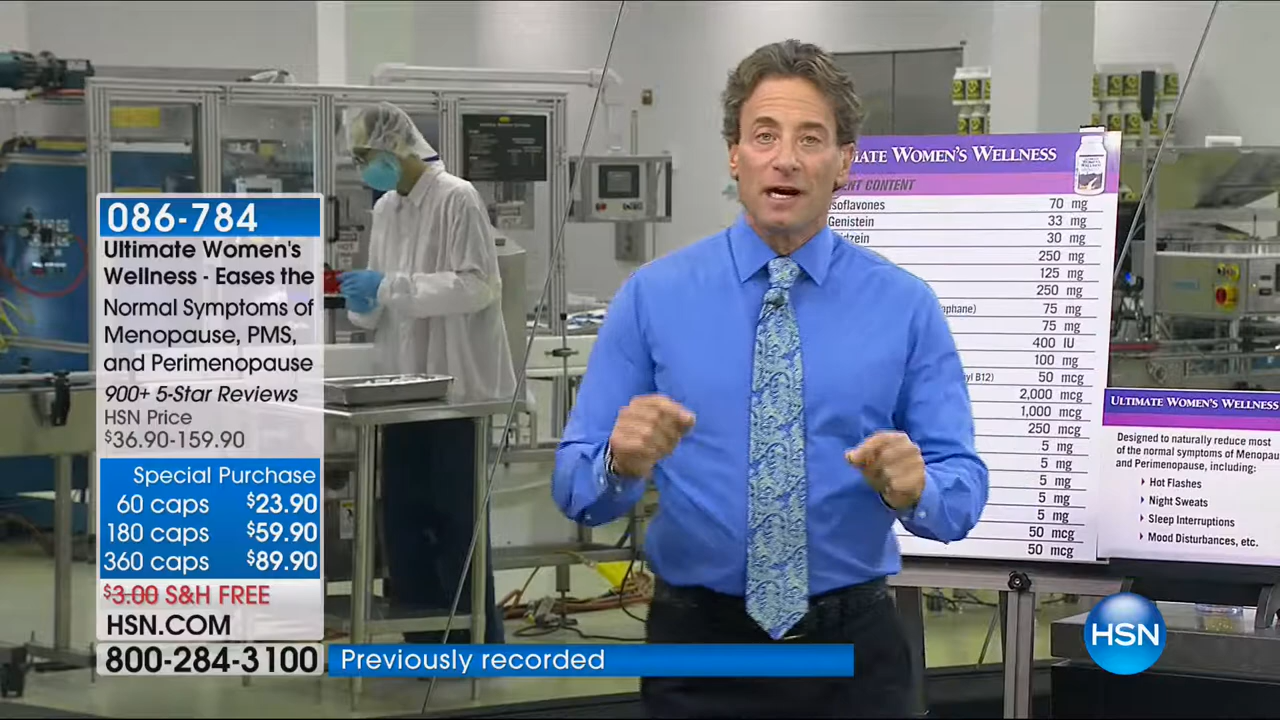 086-784
Ultimate Women's
Wellness - Eases the
Normal Symptoms of
Menopause, PMS,
and Perimenopause
900+ 5-Star Reviews
HSN Price
$36.90-159.90
Special Purchase
60 caps $23.90
180 caps $59.90
360 caps $89.90
$3.00 S&H FREE
HSN.COM
800-284-3100
Previously recorded
IATE WOMEN'S WELLNESS
ENT CONTENT
soflavones 70 mg
Genistein 33 mg
idzein 30 mg
250 mg
125 mg
250 mg
aphane) 75 mg
75 mg
400 IU
100 mg
yl B12) 50 mcg
2,000 mcg
1,000 mcg
250 mcg
5 mg
5 mg
5 mg
5 mg
5 mg
50 mcg
50 mcg
ULTIMATE WOMEN'S WELLNESS
Designed to naturally reduce most
of the normal symptoms of Menopau
and Perimenopause, including:
Hot Flashes
Night Sweats
Sleep Interruptions
Mood Disturbances, etc.
HSN